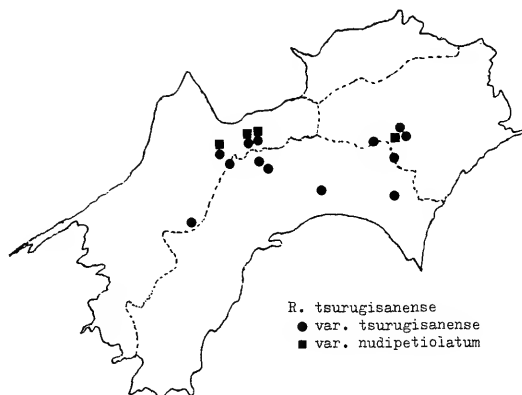 R. tsurugisanense
● var. tsurugisanense
■ var. nudipetiolatum